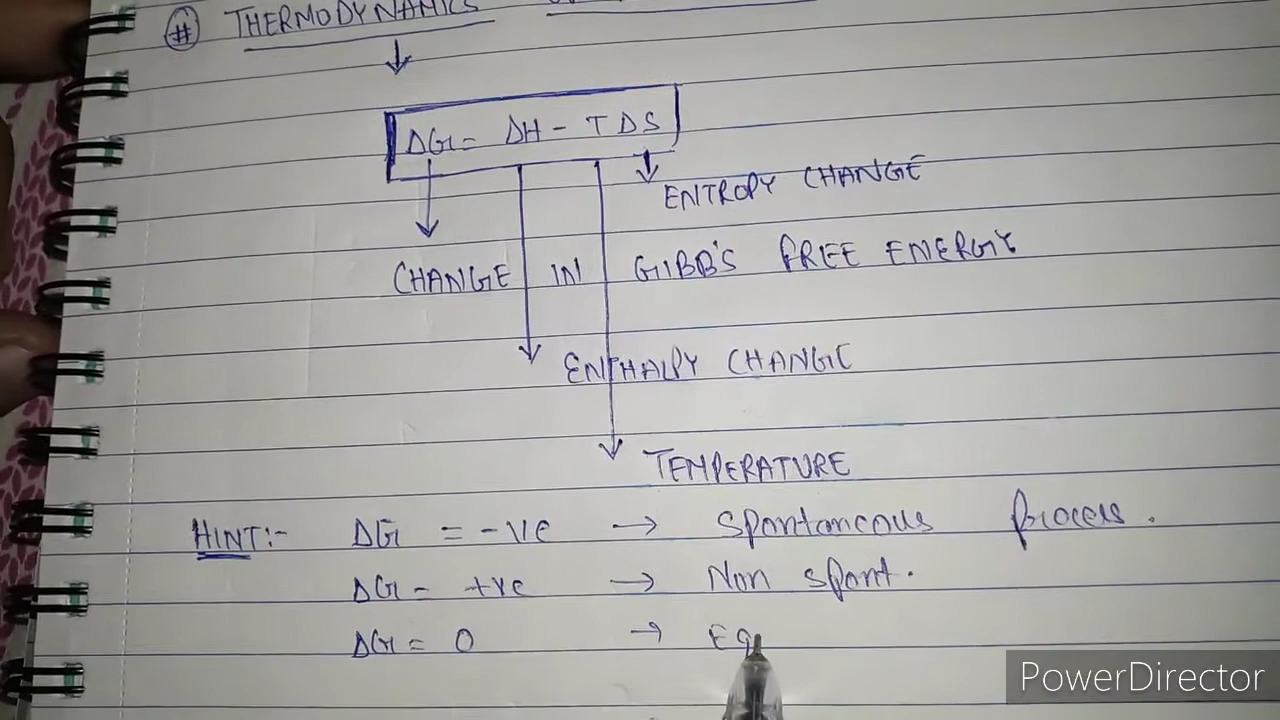 # THERMODYNAMICS
ΔG = ΔH - TΔS
ENTROPY CHANGE
CHANGE IN GIBB'S FREE ENERGY
ENTHALPY CHANGE
TEMPERATURE
HINT:- ΔG = -ve → Spontaneous Process.
ΔG = +ve → Non spont.
ΔG = 0 → Eq
PowerDirector